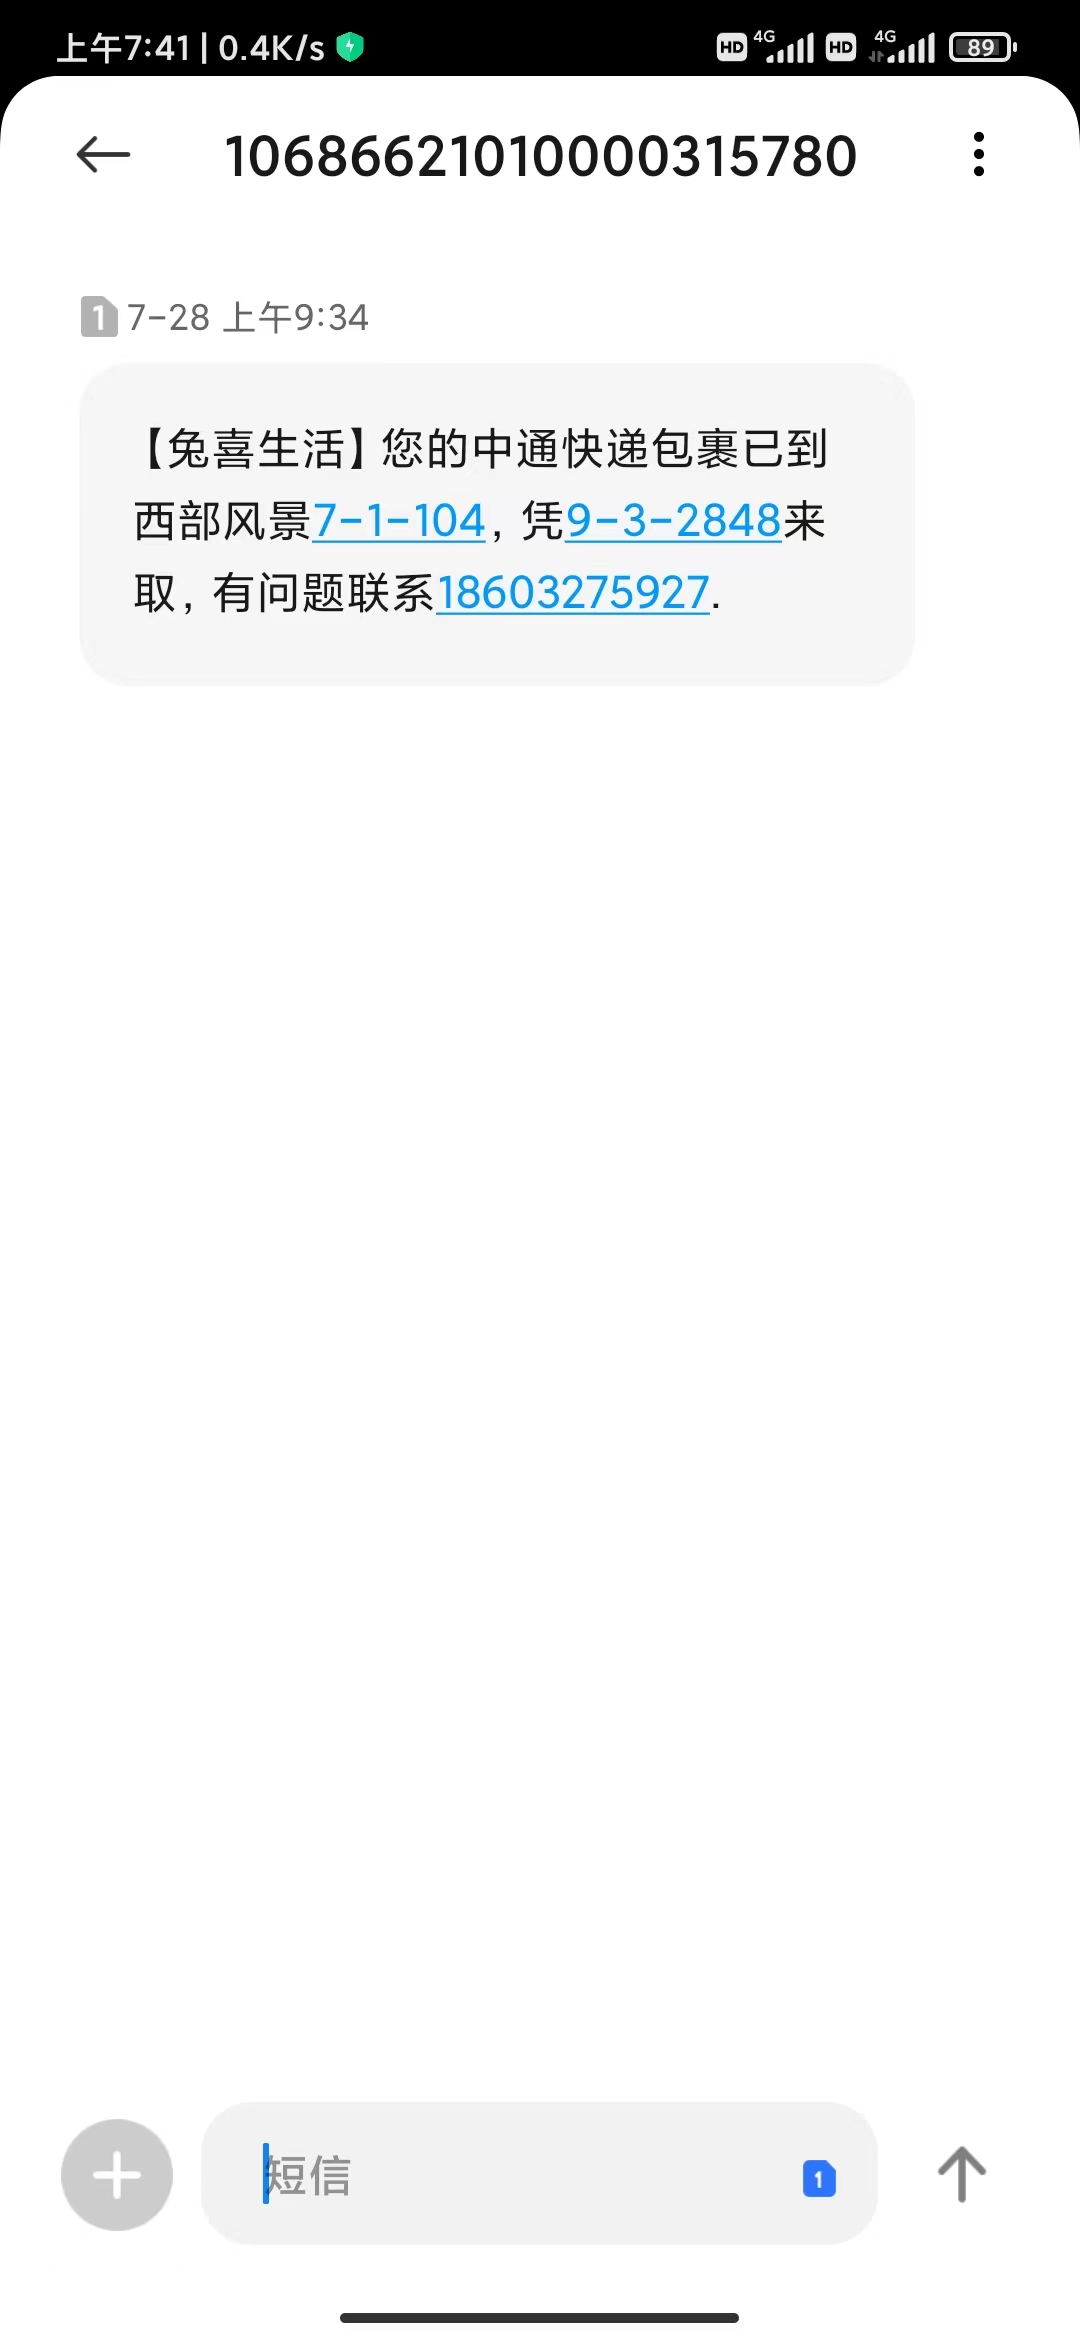 上午7:41 | 0.4K/s HD 4G HD 4G 89
10686621010000315780
1 7-28 上午9:34
【兔喜生活】您的中通快递包裹已到
西部风景7-1-104，凭9-3-2848来
取，有问题联系18603275927.
短信 1